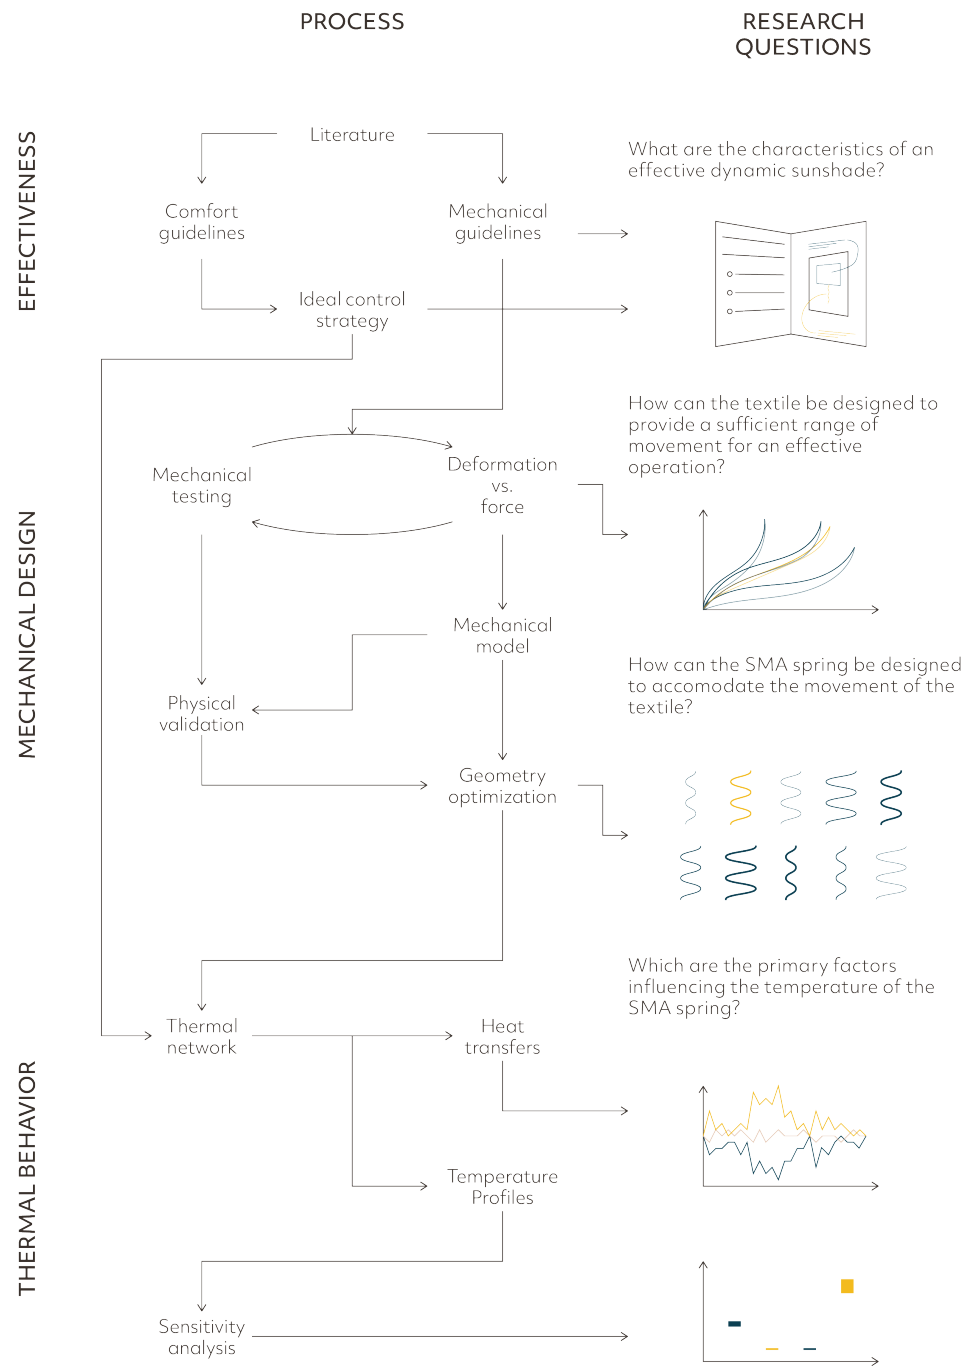 PROCESS
RESEARCH
QUESTIONS
EFFECTIVENESS
Literature
What are the characteristics of an
effective dynamic sunshade?
Comfort
guidelines
Mechanical
guidelines
Ideal control
strategy
MECHANICAL DESIGN
How can the textile be designed to
provide a sufficient range of
movement for an effective
operation?
Mechanical
testing
Deformation
vs.
force
Mechanical
model
How can the SMA spring be designed
to accomodate the movement of the
textile?
Physical
validation
Geometry
optimization
THERMAL BEHAVIOR
Which are the primary factors
influencing the temperature of the
SMA spring?
Thermal
network
Heat
transfers
Temperature
Profiles
Sensitivity
analysis